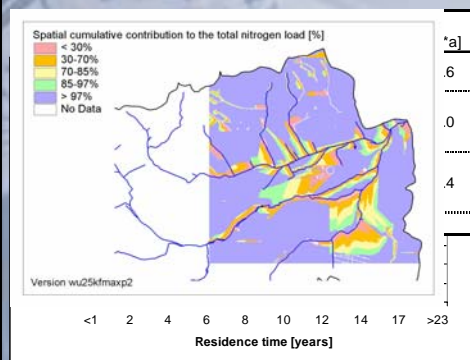 Spatial cumulative contribution to the total nitrogen load [%]
< 30%
30-70%
70-85%
85-97%
> 97%
No Data
*a]
.6
.0
.4
Version wu25kfmaxp2
<1 2 4 6 8 10 12 14 17 >23
Residence time [years]